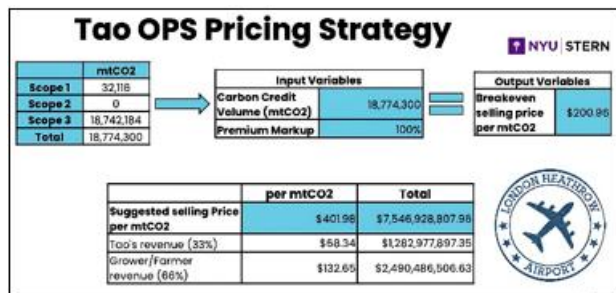 Tao OPS Pricing Strategy
NYU STERN
mtCO2
Scope 1 32,116
Scope 2 0
Scope 3 18,742,184
Total 18,774,300
Input Variables
Carbon Credit Volume (mtCO2) 18,774,300
Premium Markup 100%
Output Variables
Breakeven selling price per mtCO2 $200.96
per mtCO2 Total
Suggested selling Price per mtCO2 $401.98 $7,546,928,807.98
Tao's revenue (33%) $68.34 $1,282,977,897.35
Grower/Farmer revenue (66%) $132.65 $2,490,486,506.63
LONDON HEATHROW
AIRPORT